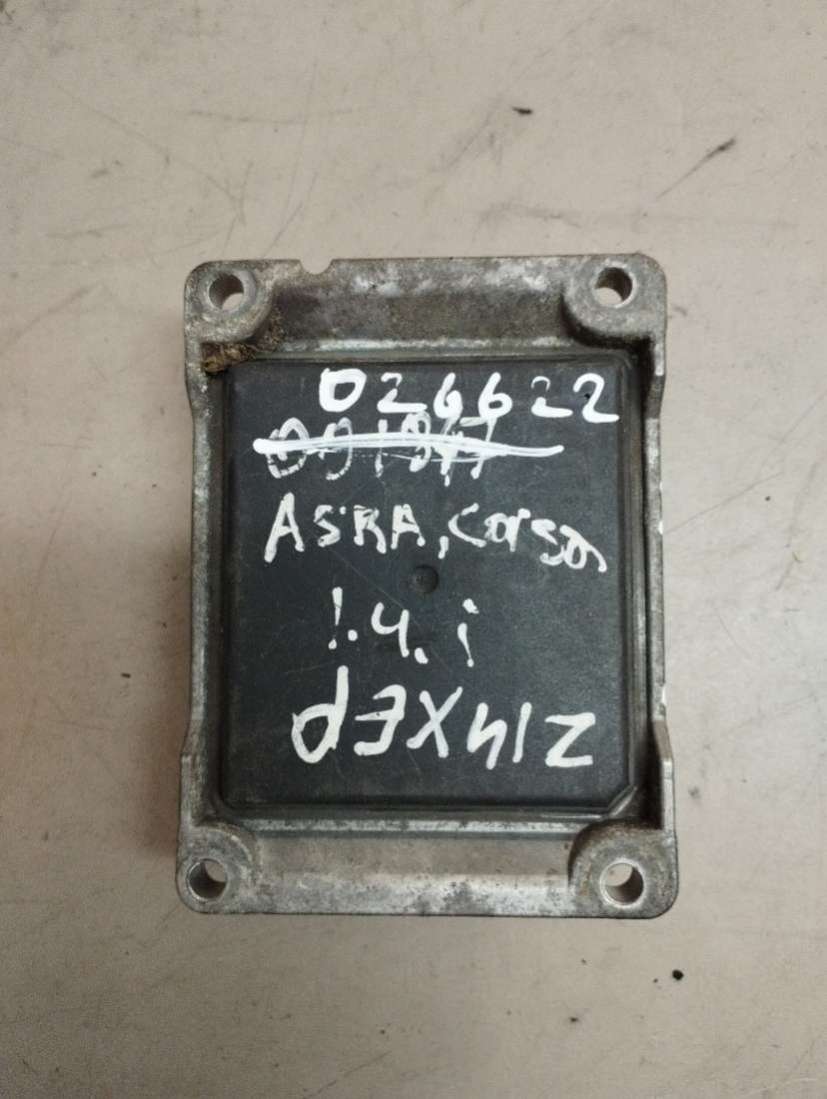 026622
ASRA, Corsa
1.4.i
Z14XEP